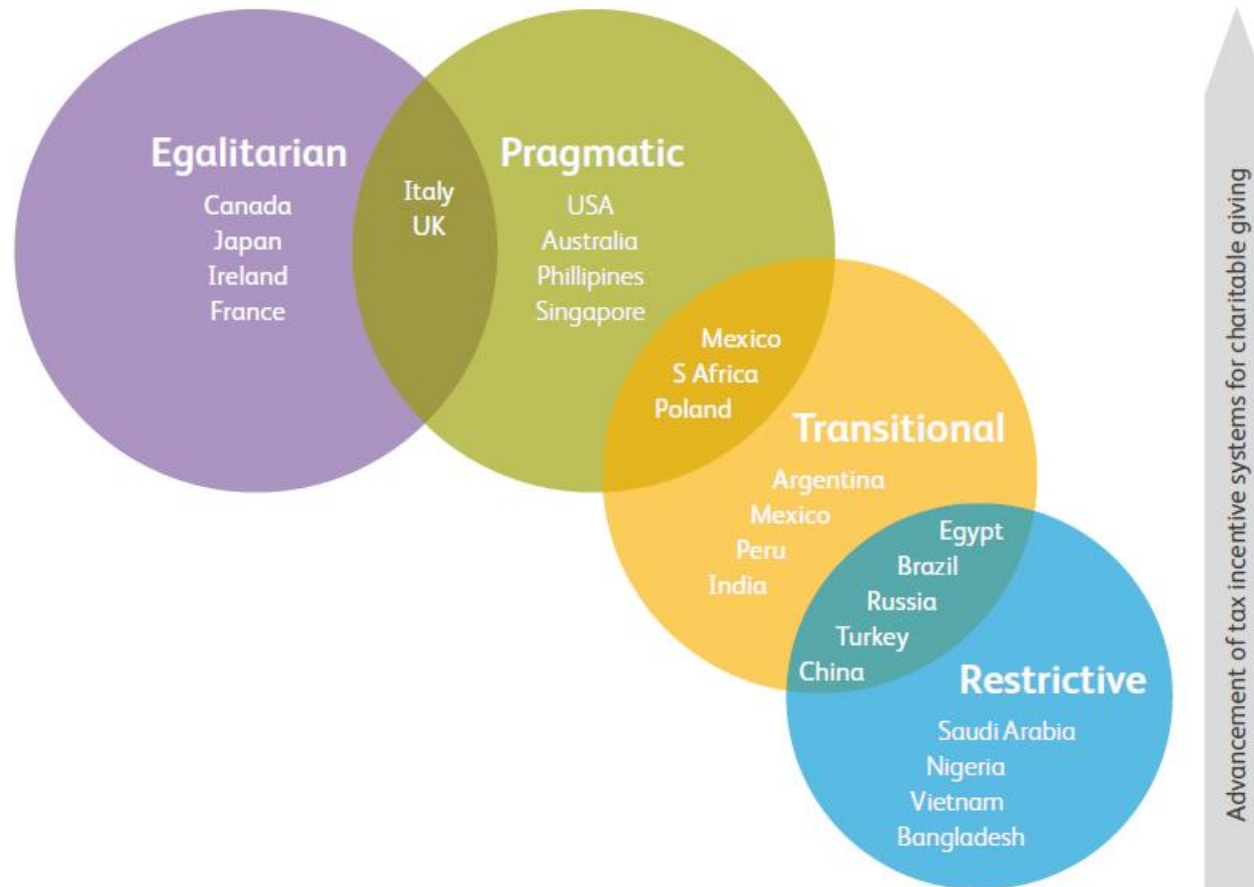 Egalitarian
Canada
Japan
Ireland
France
Italy
UK
Pragmatic
USA
Australia
Phillipines
Singapore
Mexico
S Africa
Poland
Transitional
Argentina
Mexico
Peru
India
Egypt
Brazil
Russia
Turkey
China
Restrictive
Saudi Arabia
Nigeria
Vietnam
Bangladesh
Advancement of tax incentive systems for charitable giving